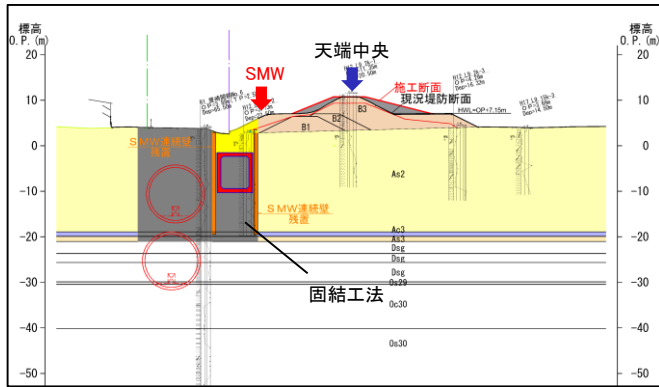 標高
O.P.(m)
20
10
0
-10
-20
-30
-40
-50
SMW
天端中央
施工断面
現況堤防断面
HWL=OP+7.15m
B1
B2
B3
SMW連続壁
残置
SMW連続壁
残置
As2
Ac3
As3
Dsg
Dsg
Dsg
Os29
Oc30
Os30
固結工法
標高
O.P.(m)
20
10
0
-10
-20
-30
-40
-50